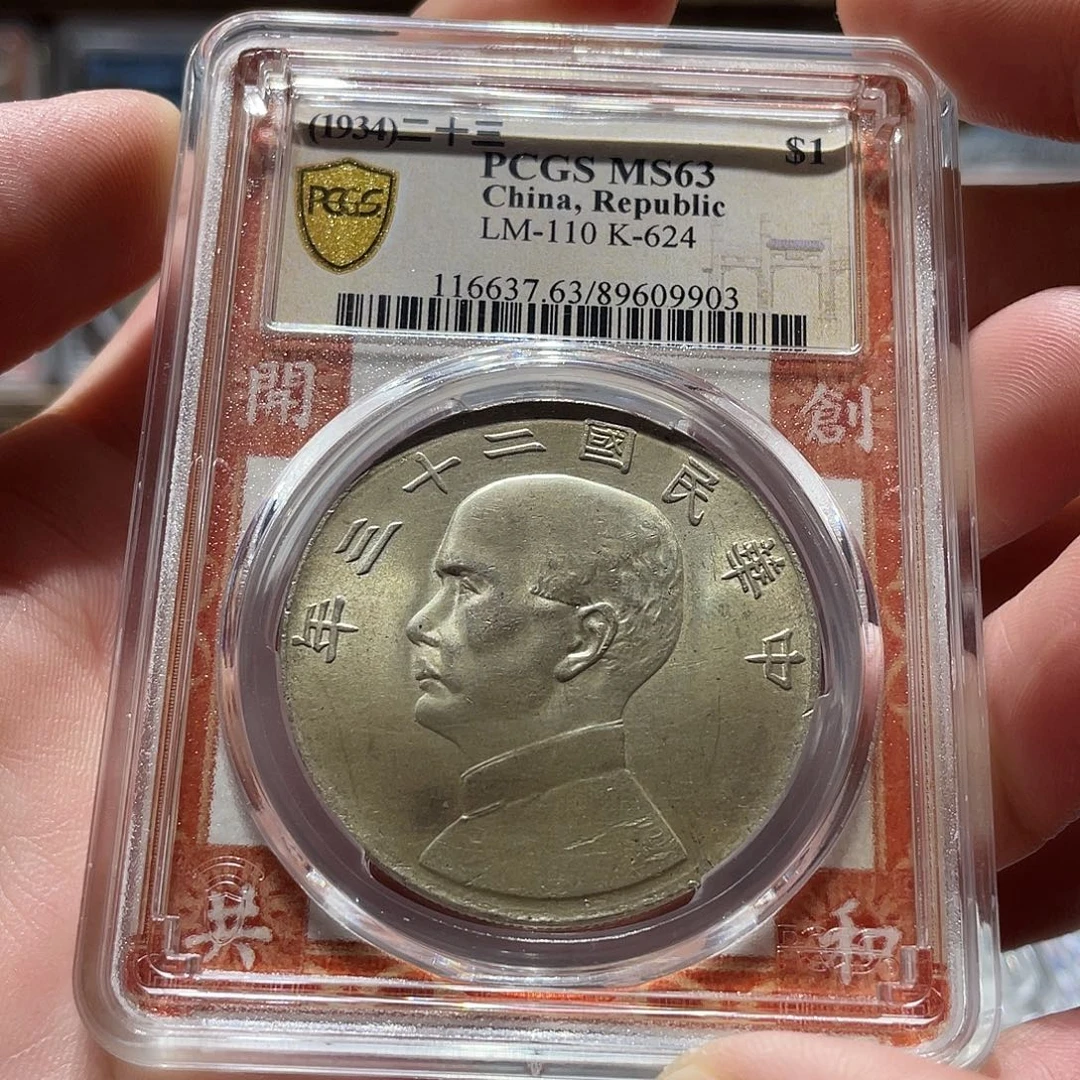 (1934)二十三 $1
PCGS MS63
PCGS
China, Republic
LM-110 K-624
116637.63/89609903
開 創
年三十二國民華中
共 和